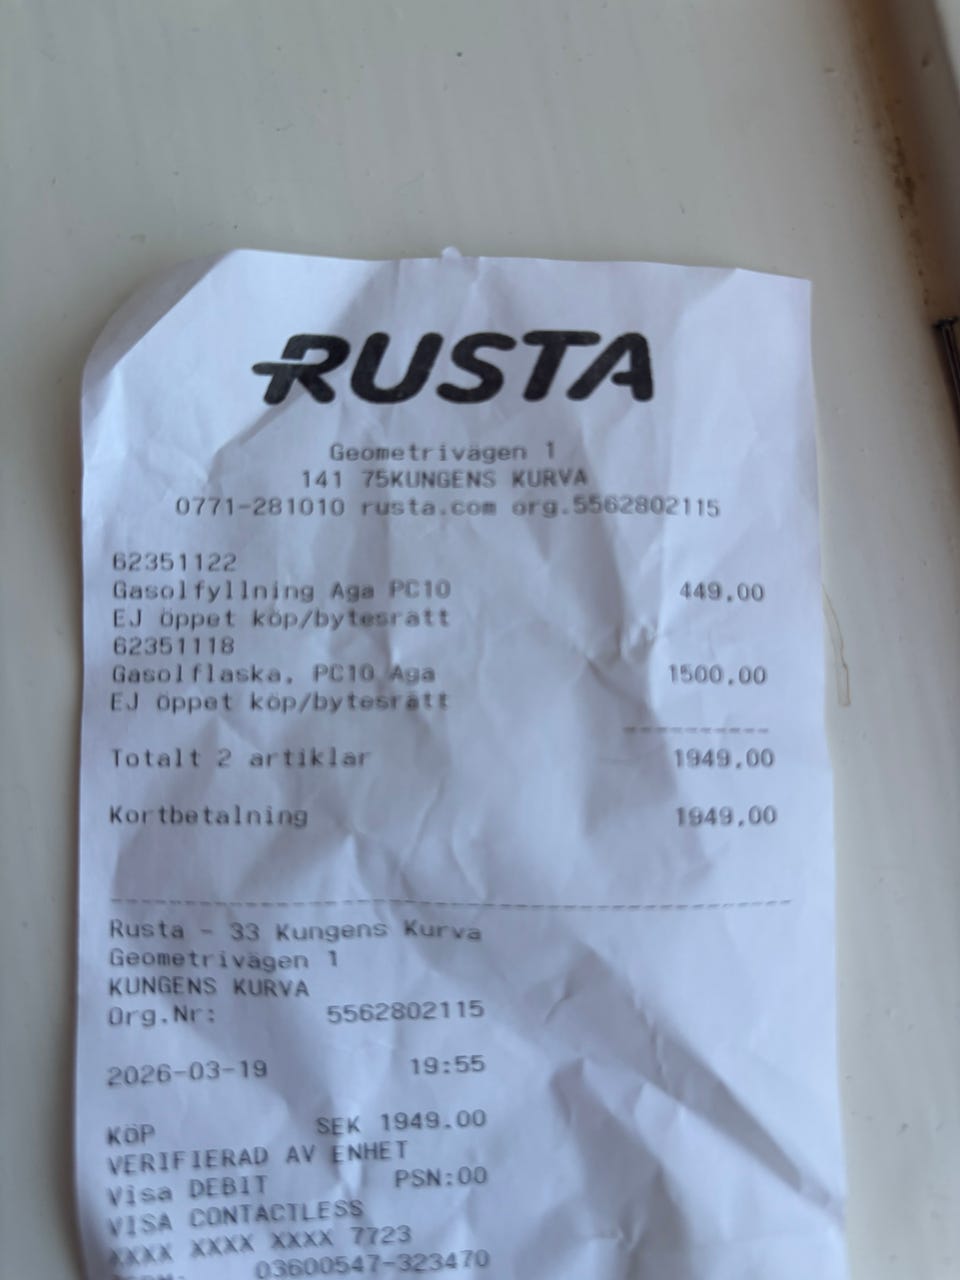 RUSTA
Geometrivägen 1
141 75KUNGENS KURVA
0771-281010 rusta.com org.5562802115
62351122
Gasolfyllning Aga PC10 449,00
EJ öppet köp/bytesrätt
62351118
Gasolflaska, PC10 Aga 1500,00
EJ öppet köp/bytesrätt
Totalt 2 artiklar 1949,00
Kortbetalning 1949,00
Rusta - 33 Kungens Kurva
Geometrivägen 1
KUNGENS KURVA
Org.Nr: 5562802115
2026-03-19 19:55
KÖP SEK 1949.00
VERIFIERAD AV ENHET
Visa DEBIT PSN:00
VISA CONTACTLESS
XXXX XXXX XXXX 7723
03600547-323470